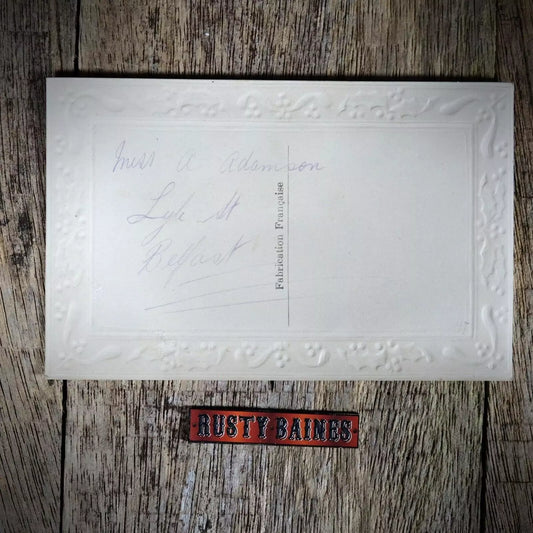 Miss A Adamson
Lyle St
Belfast
Fabrication Française
RUSTY BAINES